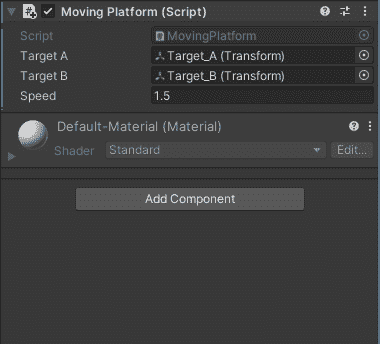 Moving Platform (Script)
Script MovingPlatform
Target A Target_A (Transform)
Target B Target_B (Transform)
Speed 1.5
Default-Material (Material)
Shader Standard Edit...
Add Component